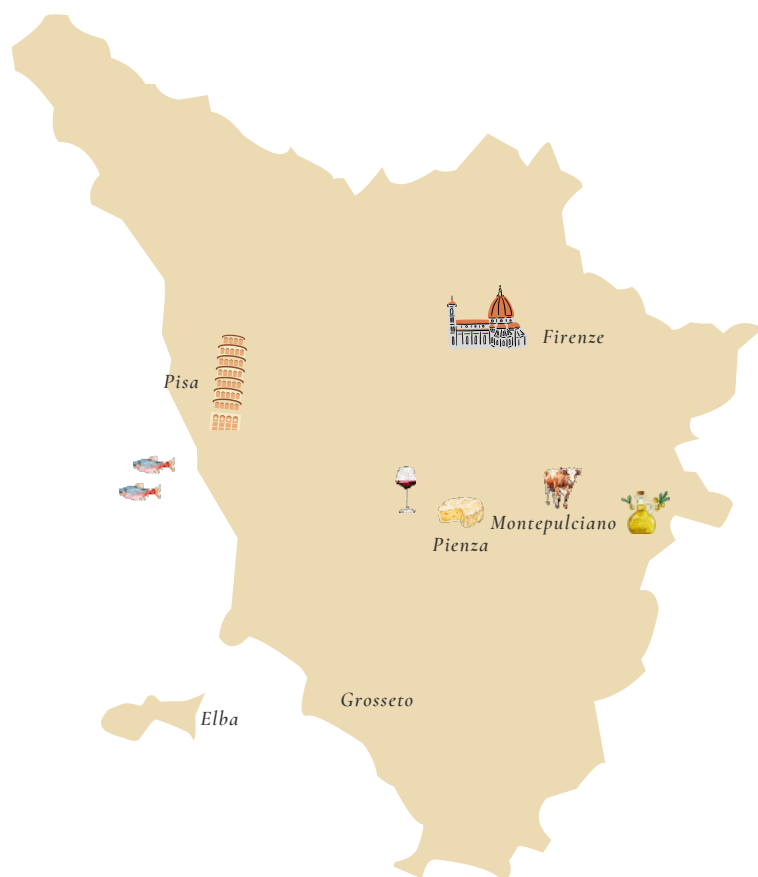 Firenze
Pisa
Montepulciano
Pienza
Grosseto
Elba